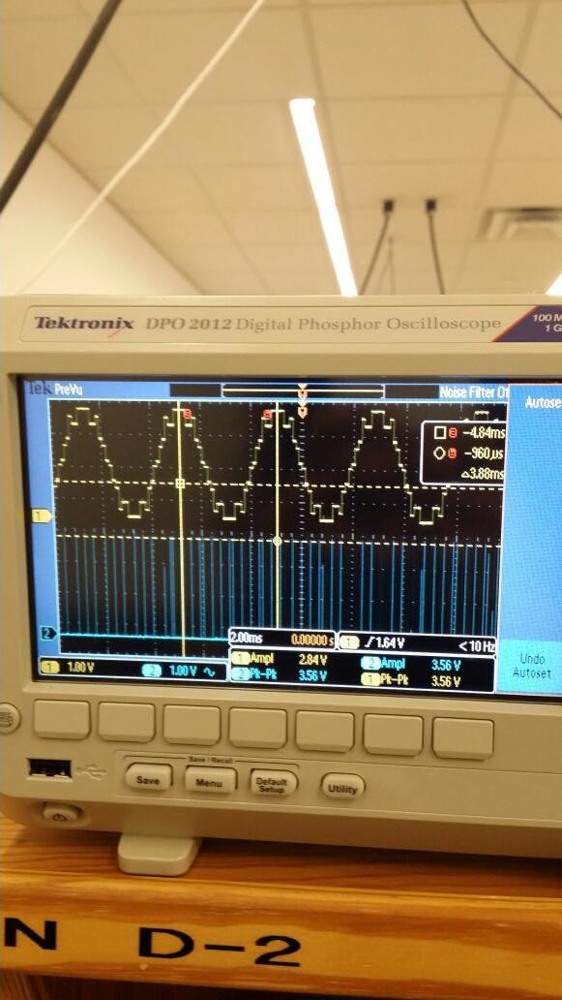 Tektronix DPO 2012 Digital Phosphor Oscilloscope
100 M
1 G
Tek PreVu
Noise Filter Of
Autose
a
b
a -4.84ms
b -960µs
△3.88ms
1
2
2.00ms 0.00000 s
1 1.64 V
<10 Hz
1 1.00 V
2 1.00 V
1 Ampl 2.84 V
2 Pk-Pk 3.56 V
2 Ampl 3.56 V
1 Pk-Pk 3.56 V
Undo
Autoset
Save / Recall
Save
Menu
Default
Setup
Utility
N D-2